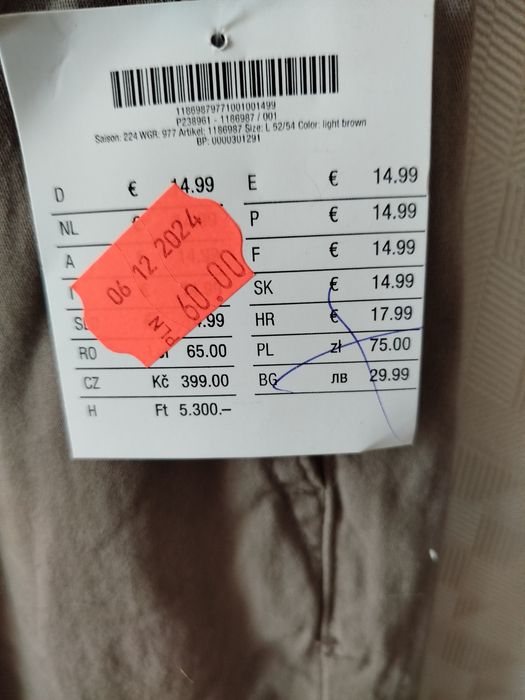 11869879771001001499
P238961 - 1186987 / 001
Saison: 224 WGR: 977 Artikel: 1186987 Size: L 52/54 Color: light brown
BP: 0000301291
D € 14.99
NL €
A 14.99
RO 65.00
CZ Kč 399.00
H Ft 5.300.–
E € 14.99
P € 14.99
F € 14.99
SK € 14.99
HR € 17.99
PL zł 75.00
BG лв 29.99
06 12 2024
PLN 60.00